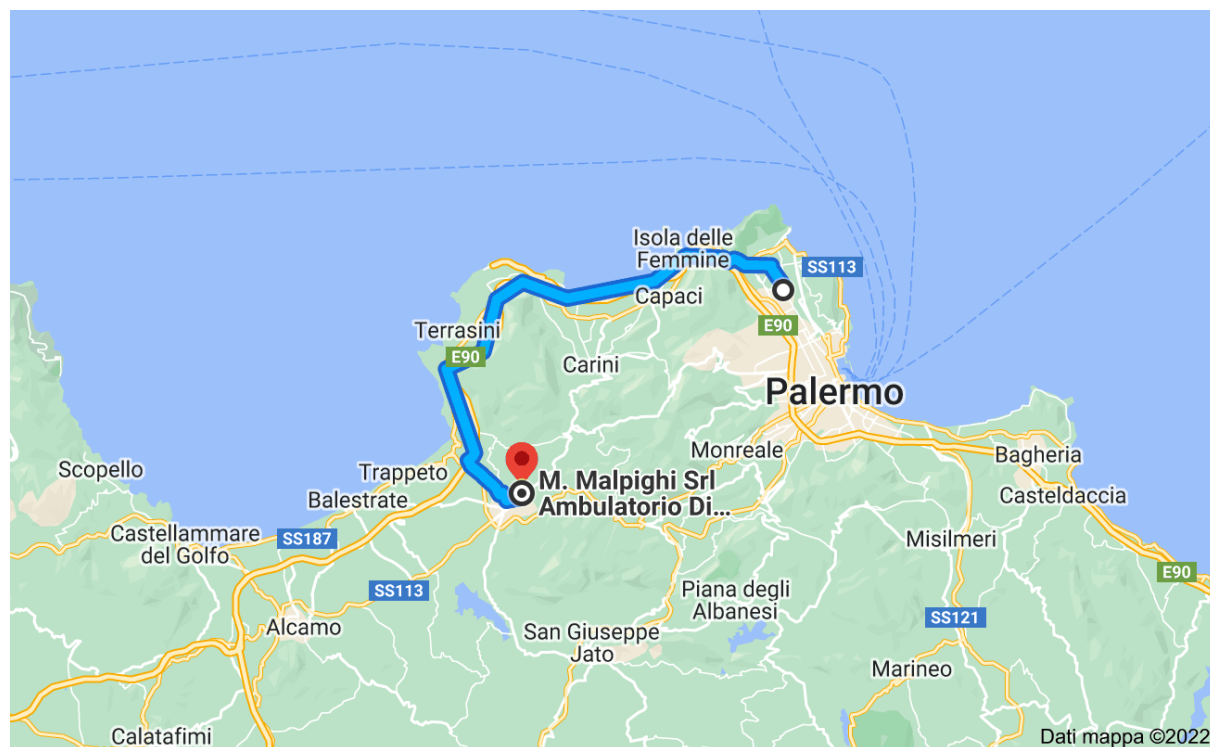 Isola delle
Femmine
SS113
Capaci
E90
Terrasini
E90
Carini
Palermo
Monreale
Bagheria
Scopello
Trappeto
M. Malpighi Srl
Ambulatorio Di...
Casteldaccia
Balestrate
Castellammare
del Golfo
SS187
Misilmeri
E90
SS113
Piana degli
Albanesi
SS121
Alcamo
San Giuseppe
Jato
Marineo
Calatafimi
Dati mappa ©2022